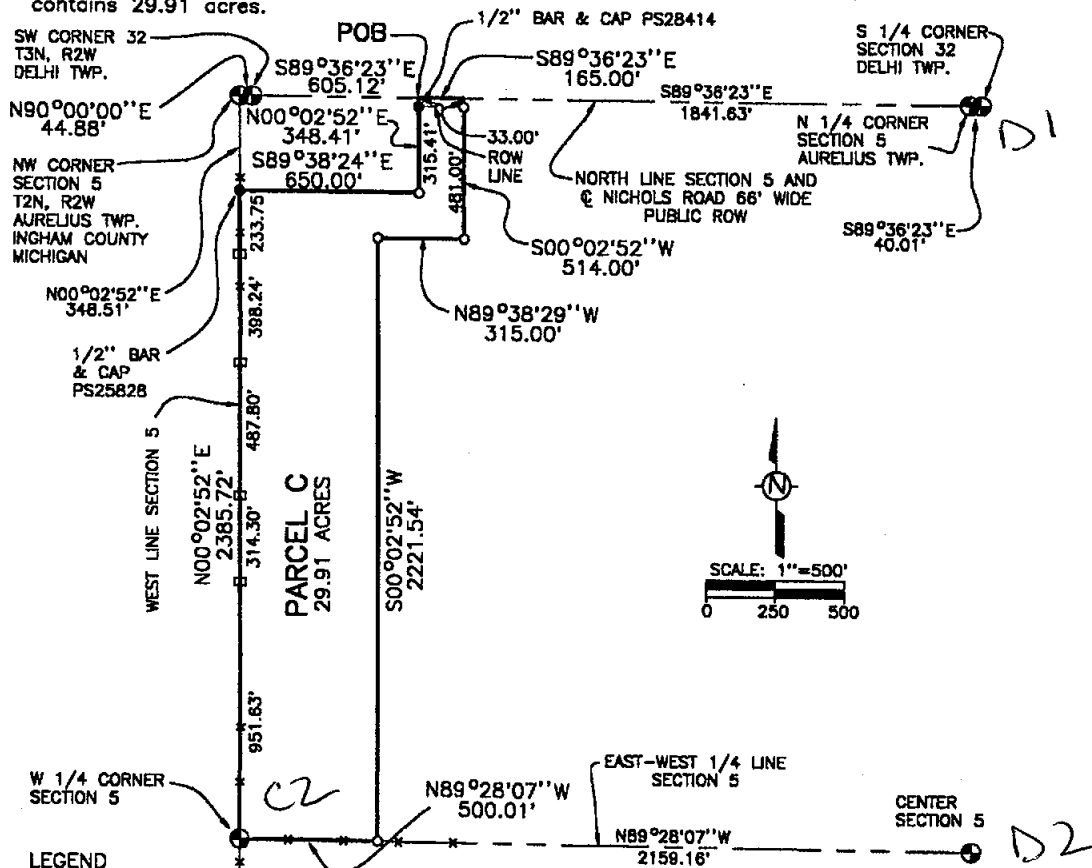 contains 29.91 acres.
SW CORNER 32
T3N, R2W
DELHI TWP.
POB
1/2" BAR & CAP PS28414
S 1/4 CORNER
SECTION 32
DELHI TWP.
S89°36'23"E
605.12'
S89°36'23"E
165.00'
N90°00'00"E
44.88'
S89°36'23"E
1841.63'
D1
N00°02'52"E
348.41'
315.41'
33.00'
ROW
LINE
481.00'
N 1/4 CORNER
SECTION 5
AURELIUS TWP.
NW CORNER
SECTION 5
T2N, R2W
AURELIUS TWP.
INGHAM COUNTY
MICHIGAN
S89°38'24"E
650.00'
NORTH LINE SECTION 5 AND
℄ NICHOLS ROAD 66' WIDE
PUBLIC ROW
S89°36'23"E
40.01'
233.75
S00°02'52"W
514.00'
N00°02'52"E
348.51'
398.24'
N89°38'29"W
315.00'
1/2" BAR
& CAP
PS25828
487.80'
WEST LINE SECTION 5
N00°02'52"E
2385.72'
314.30'
PARCEL C
29.91 ACRES
S00°02'52"W
2221.54'
N
SCALE: 1"=500'
0 250 500
951.63'
W 1/4 CORNER
SECTION 5
C2
N89°28'07"W
500.01'
EAST-WEST 1/4 LINE
SECTION 5
CENTER
SECTION 5
N89°28'07"W
2159.16'
D2
LEGEND